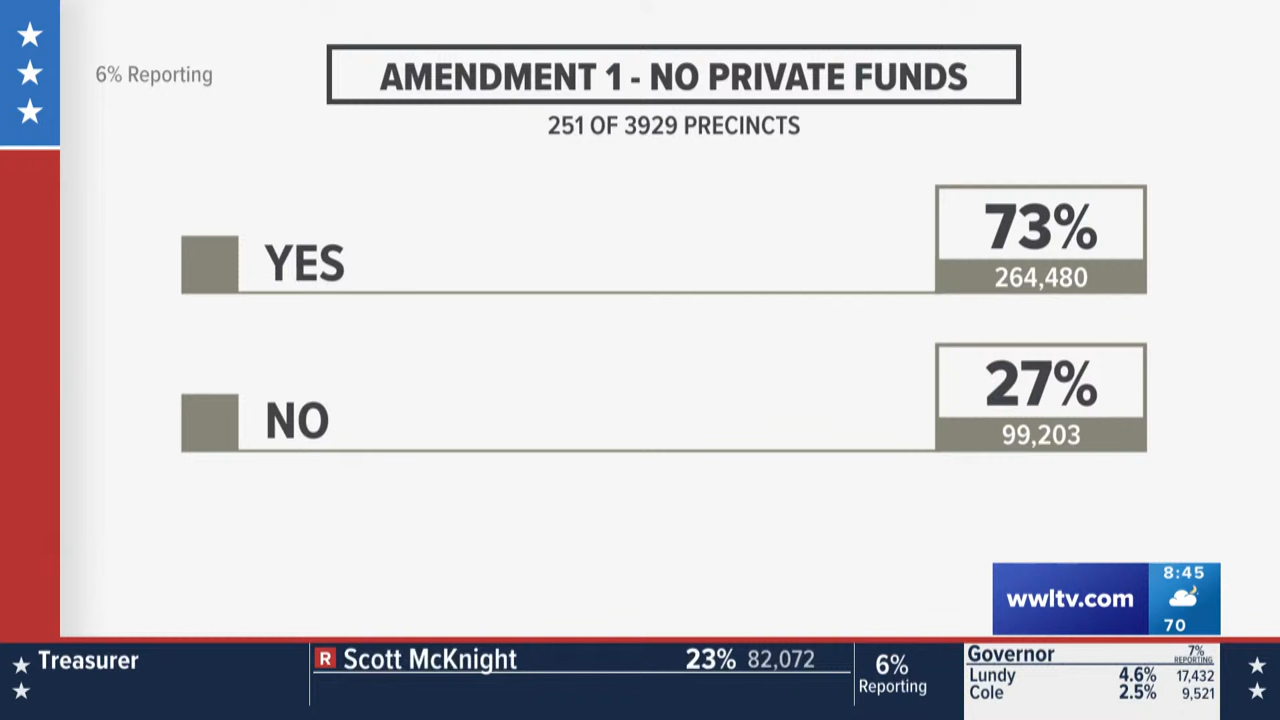 6% Reporting
AMENDMENT 1 - NO PRIVATE FUNDS
251 OF 3929 PRECINCTS
YES
73%
264,480
NO
27%
99,203
wwltv.com
8:45
70
Treasurer
R Scott McKnight 23% 82,072
6%
Reporting
Governor 7%
REPORTING
Lundy 4.6% 17,432
Cole 2.5% 9,521